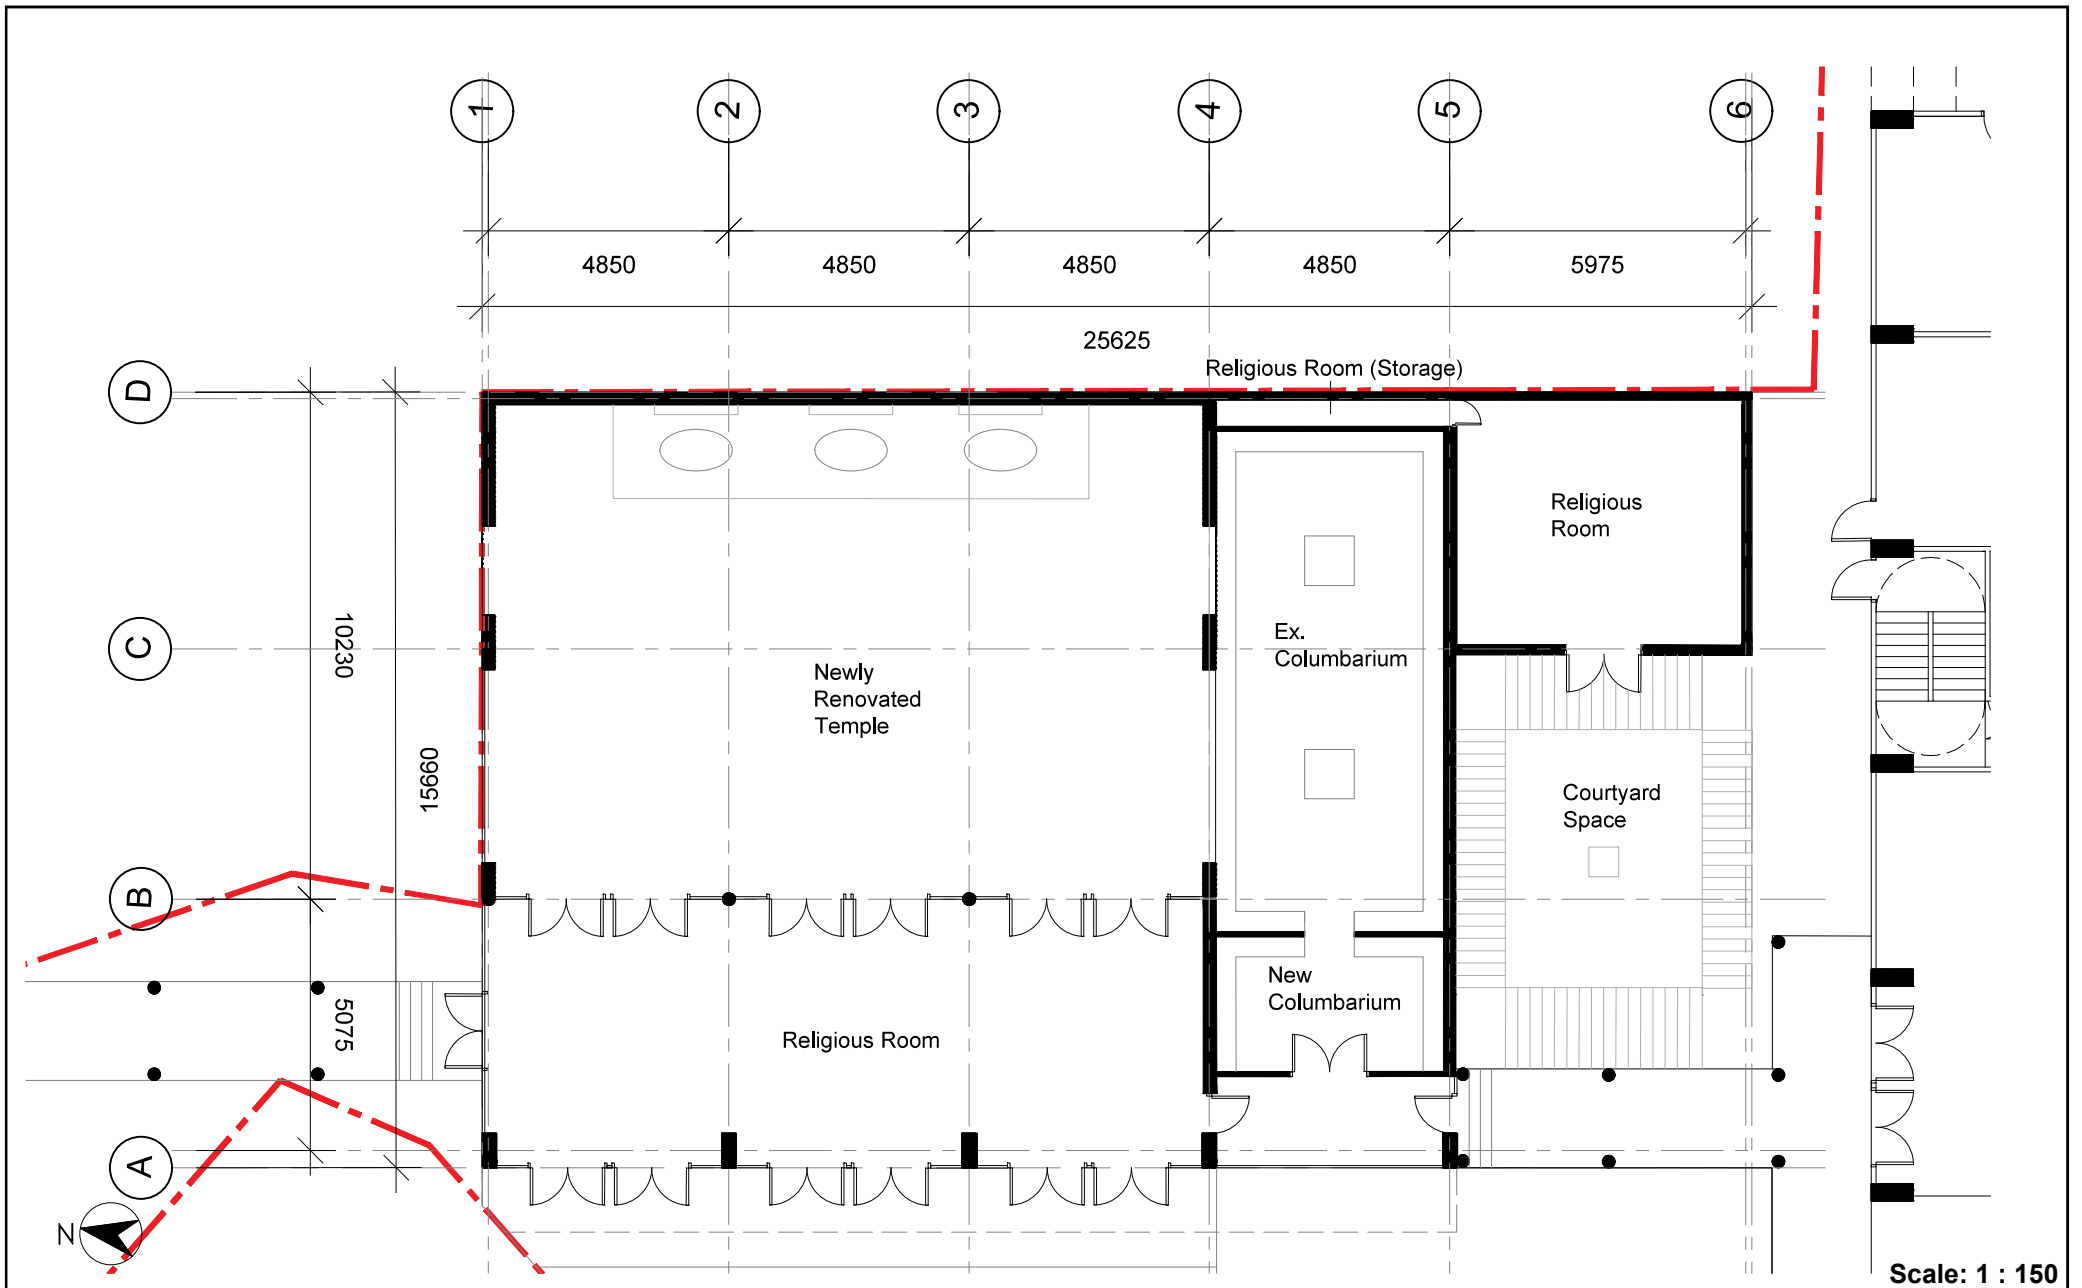 1
2
3
4
5
6
4850
4850
4850
4850
5975
25625
Religious Room (Storage)
D
Religious
Room
10230
C
Ex.
Columbarium
Newly
Renovated
Temple
15660
Courtyard
Space
B
New
Columbarium
5075
Religious Room
A
N
Scale: 1 : 150